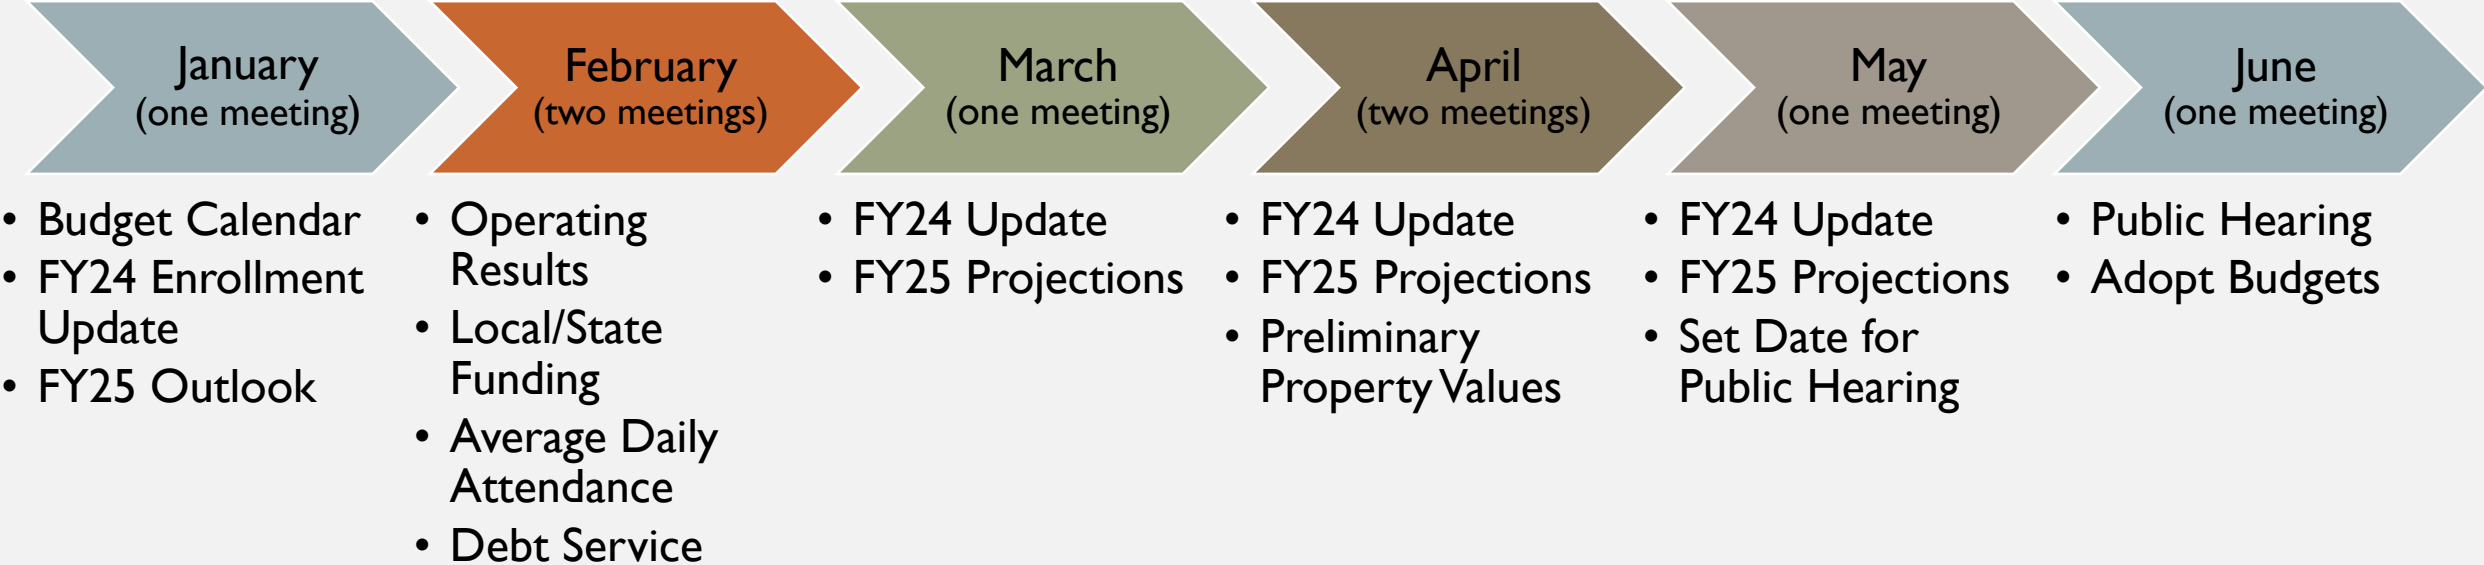 January
(one meeting)
• Budget Calendar
• FY24 Enrollment
Update
• FY25 Outlook
February
(two meetings)
• Operating
Results
• Local/State
Funding
• Average Daily
Attendance
• Debt Service
March
(one meeting)
• FY24 Update
• FY25 Projections
April
(two meetings)
• FY24 Update
• FY25 Projections
• Preliminary
Property Values
May
(one meeting)
• FY24 Update
• FY25 Projections
• Set Date for
Public Hearing
June
(one meeting)
• Public Hearing
• Adopt Budgets